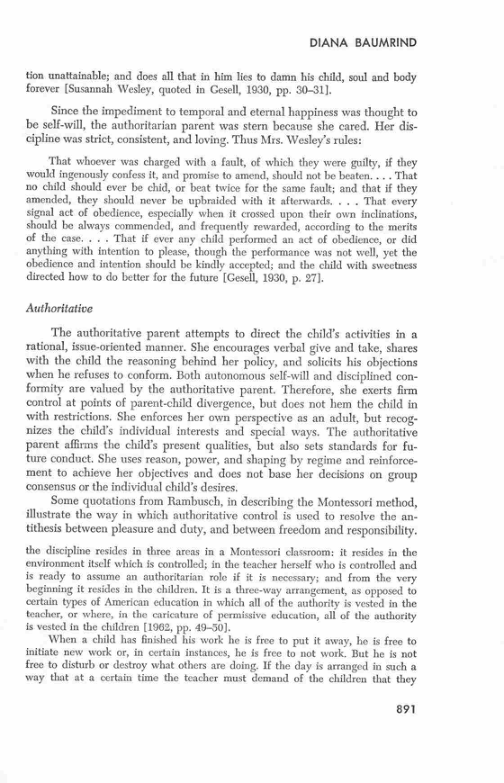 DIANA BAUMRIND
tion unattainable; and does all that in him lies to damn his child, soul and body
forever [Susannah Wesley, quoted in Gesell, 1930, pp. 30–31].
Since the impediment to temporal and eternal happiness was thought to
be self-will, the authoritarian parent was stern because she cared. Her dis-
cipline was strict, consistent, and loving. Thus Mrs. Wesley's rules:
That whoever was charged with a fault, of which they were guilty, if they
would ingenously confess it, and promise to amend, should not be beaten. . . . That
no child should ever be chid, or beat twice for the same fault; and that if they
amended, they should never be upbraided with it afterwards. . . . That every
signal act of obedience, especially when it crossed upon their own inclinations,
should be always commended, and frequently rewarded, according to the merits
of the case. . . . That if ever any child performed an act of obedience, or did
anything with intention to please, though the performance was not well, yet the
obedience and intention should be kindly accepted; and the child with sweetness
directed how to do better for the future [Gesell, 1930, p. 27].
Authoritative
The authoritative parent attempts to direct the child's activities in a
rational, issue-oriented manner. She encourages verbal give and take, shares
with the child the reasoning behind her policy, and solicits his objections
when he refuses to conform. Both autonomous self-will and disciplined con-
formity are valued by the authoritative parent. Therefore, she exerts firm
control at points of parent-child divergence, but does not hem the child in
with restrictions. She enforces her own perspective as an adult, but recog-
nizes the child's individual interests and special ways. The authoritative
parent affirms the child's present qualities, but also sets standards for fu-
ture conduct. She uses reason, power, and shaping by regime and reinforce-
ment to achieve her objectives and does not base her decisions on group
consensus or the individual child's desires.
Some quotations from Rambusch, in describing the Montessori method,
illustrate the way in which authoritative control is used to resolve the an-
tithesis between pleasure and duty, and between freedom and responsibility.
the discipline resides in three areas in a Montessori classroom: it resides in the
environment itself which is controlled; in the teacher herself who is controlled and
is ready to assume an authoritarian role if it is necessary; and from the very
beginning it resides in the children. It is a three-way arrangement, as opposed to
certain types of American education in which all of the authority is vested in the
teacher, or where, in the caricature of permissive education, all of the authority
is vested in the children [1962, pp. 49–50].
When a child has finished his work he is free to put it away, he is free to
initiate new work or, in certain instances, he is free to not work. But he is not
free to disturb or destroy what others are doing. If the day is arranged in such a
way that at a certain time the teacher must demand of the children that they
891